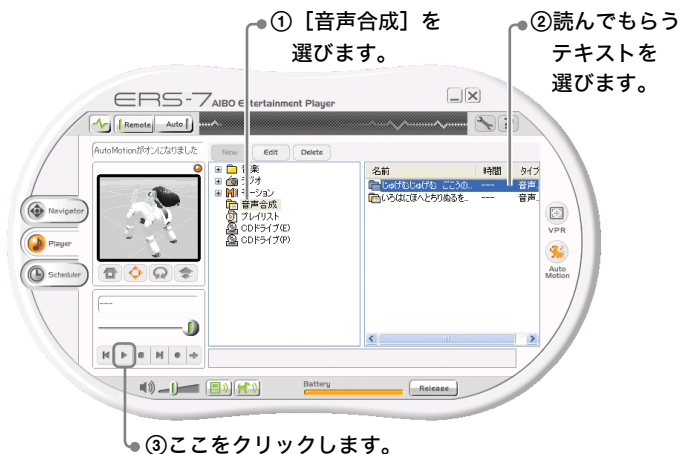 ①［音声合成］を
選びます。
②読んでもらう
テキストを
選びます。
ERS-7 AIBO Entertainment Player
Remote Auto
AutoMotionがオンになりました
New Edit Delete
音楽
ラジオ
モーション
音声合成
プレイリスト
CDドライブ(E)
CDドライブ(P)
名前 時間 タイプ
じゅげむじゅげむ ごこうの... --- 音声
いろはにほへとちりぬるを... --- 音声
Navigator
Player
Scheduler
VPR
Auto
Motion
---
Battery
Release
③ここをクリックします。